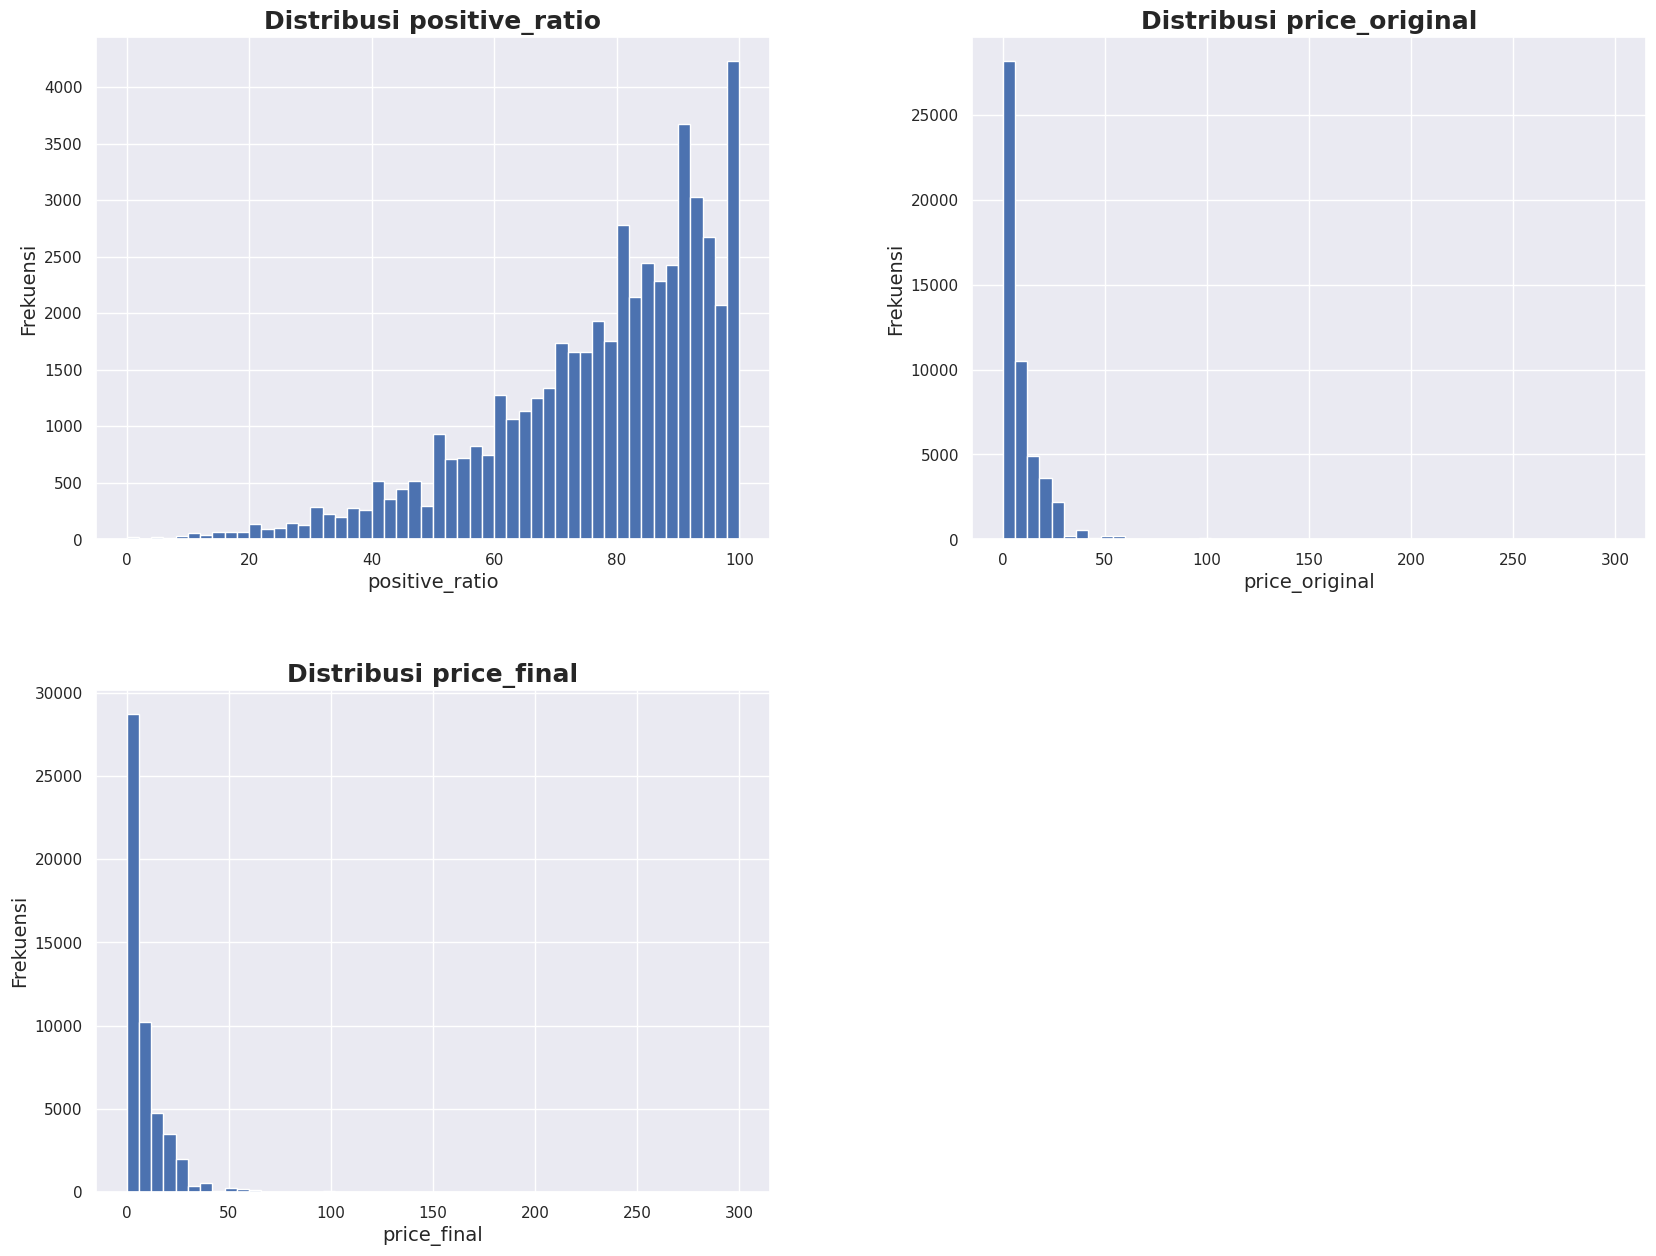 Distribusi positive_ratio
4000
3500
3000
2500
2000
1500
1000
500
0
Frekuensi
0 20 40 60 80 100
positive_ratio
Distribusi price_original
25000
20000
15000
10000
5000
0
Frekuensi
0 50 100 150 200 250 300
price_original
Distribusi price_final
30000
25000
20000
15000
10000
5000
0
Frekuensi
0 50 100 150 200 250 300
price_final